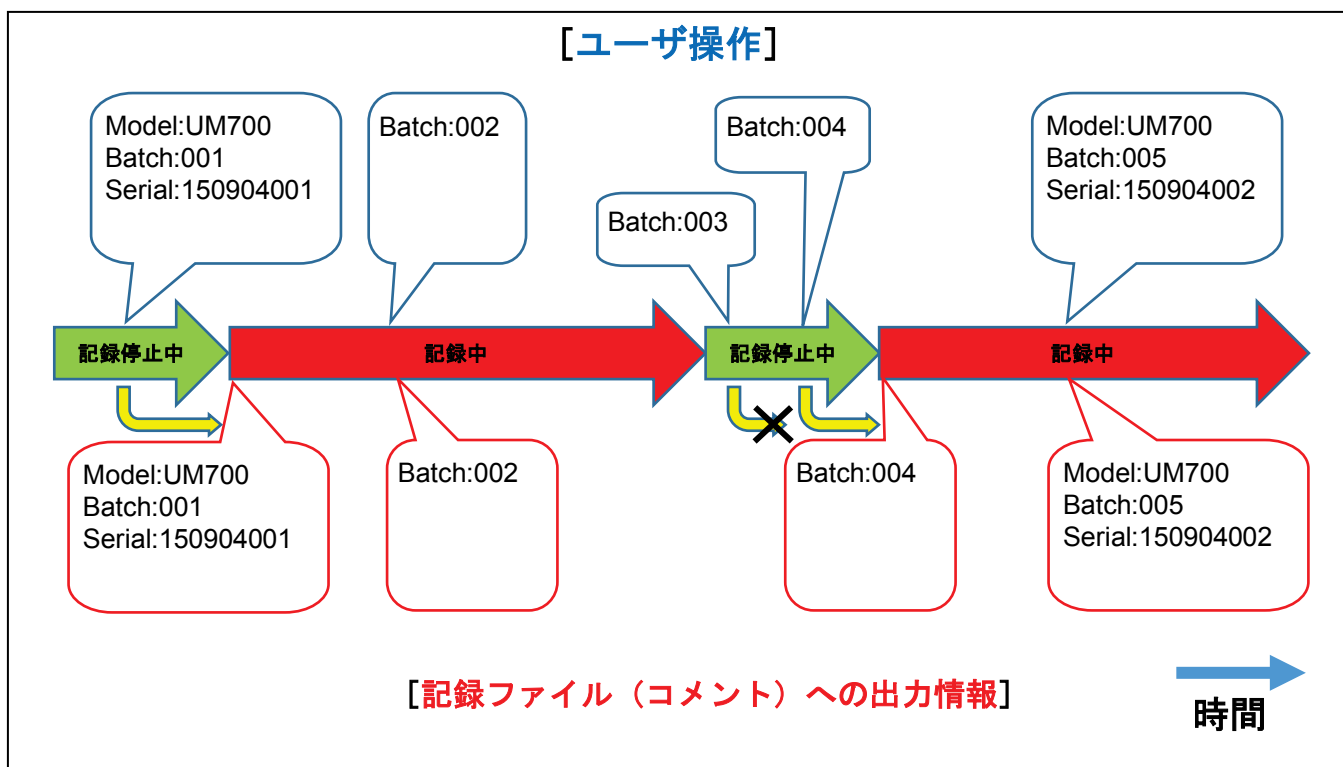 [ユーザ操作]
Model:UM700
Batch:001
Serial:150904001
Batch:002
Batch:003
Batch:004
Model:UM700
Batch:005
Serial:150904002
記録停止中
記録中
記録停止中
記録中
Model:UM700
Batch:001
Serial:150904001
Batch:002
Batch:004
Model:UM700
Batch:005
Serial:150904002
[記録ファイル（コメント）への出力情報]
時間